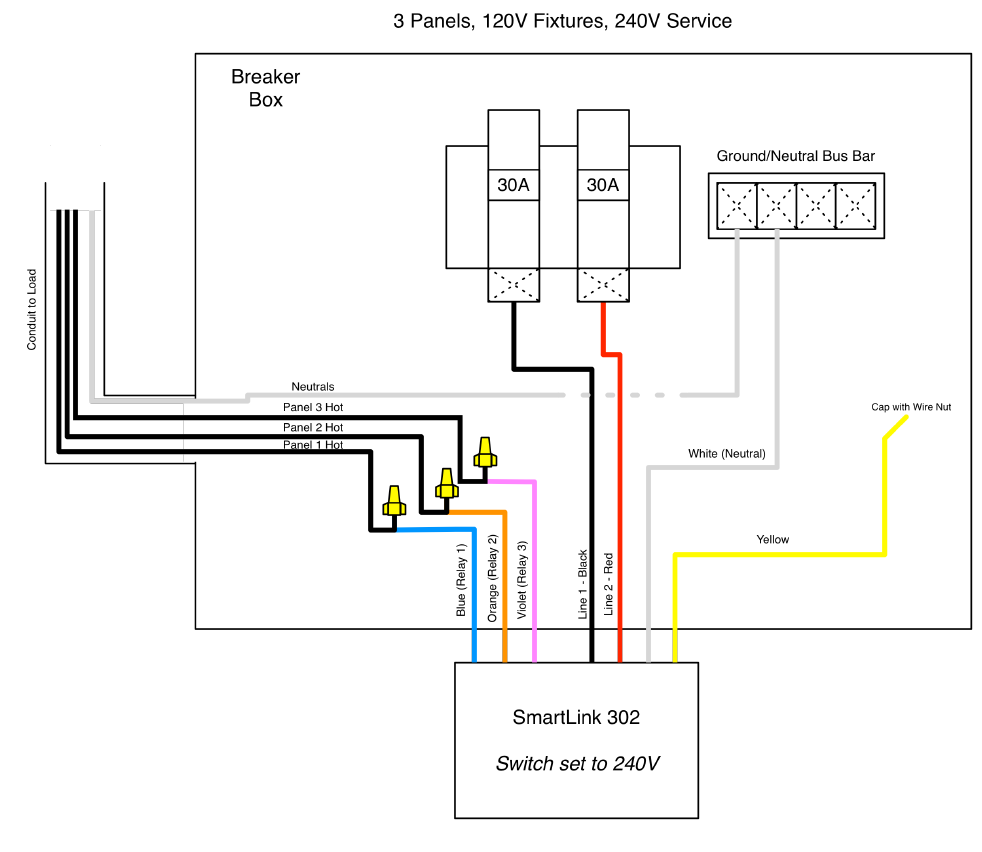 3 Panels, 120V Fixtures, 240V Service
Breaker
Box
30A
30A
Ground/Neutral Bus Bar
Conduit to Load
Neutrals
Panel 3 Hot
Panel 2 Hot
Panel 1 Hot
Cap with Wire Nut
White (Neutral)
Yellow
Blue (Relay 1)
Orange (Relay 2)
Violet (Relay 3)
Line 1 - Black
Line 2 - Red
SmartLink 302
Switch set to 240V